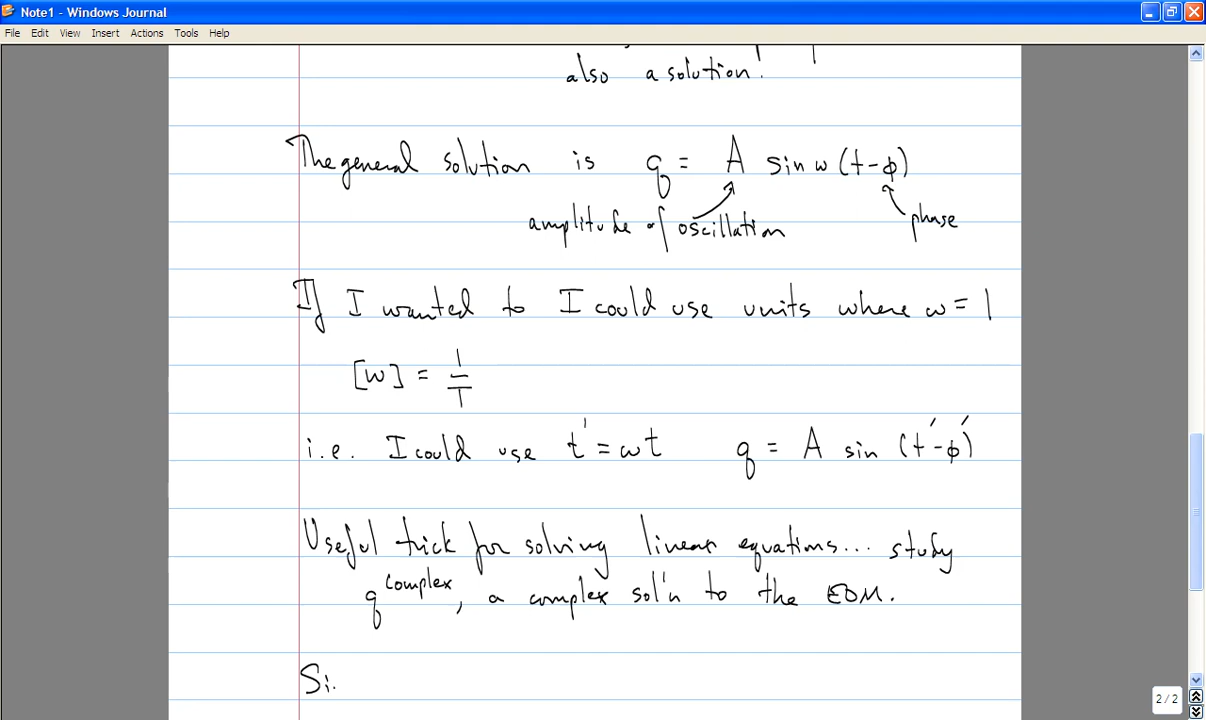 Note1 - Windows Journal
File Edit View Insert Actions Tools Help
also a solution!
The general solution is q = A sin ω (t-ϕ)
amplitude of oscillation phase
If I wanted to I could use units where ω = 1
[ω] = 1/T
i.e. I could use t' = ωt q = A sin (t'-ϕ')
Useful trick for solving linear equations... study
q^complex, a complex sol'n to the EOM.
Si.
2 / 2